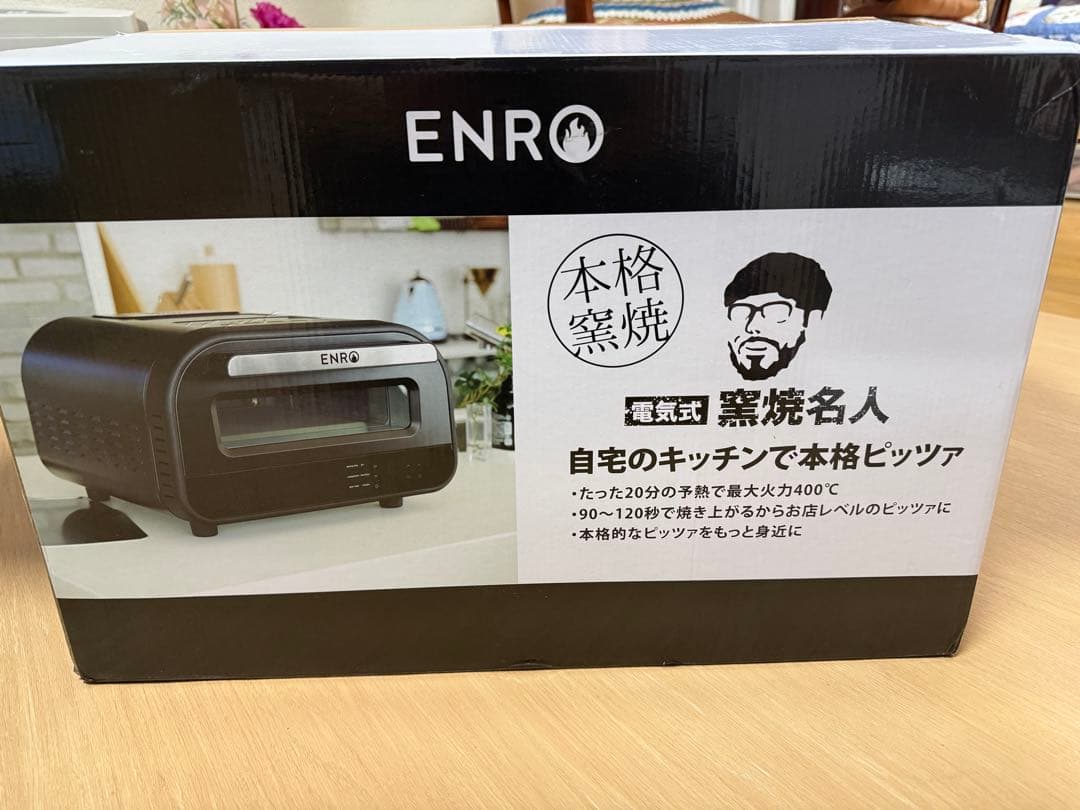 ENRO
ENRO
本格
窯焼
電気式 窯焼名人
自宅のキッチンで本格ピッツァ
・たった20分の予熱で最大火力400℃
・90〜120秒で焼き上がるからお店レベルのピッツァに
・本格的なピッツァをもっと身近に